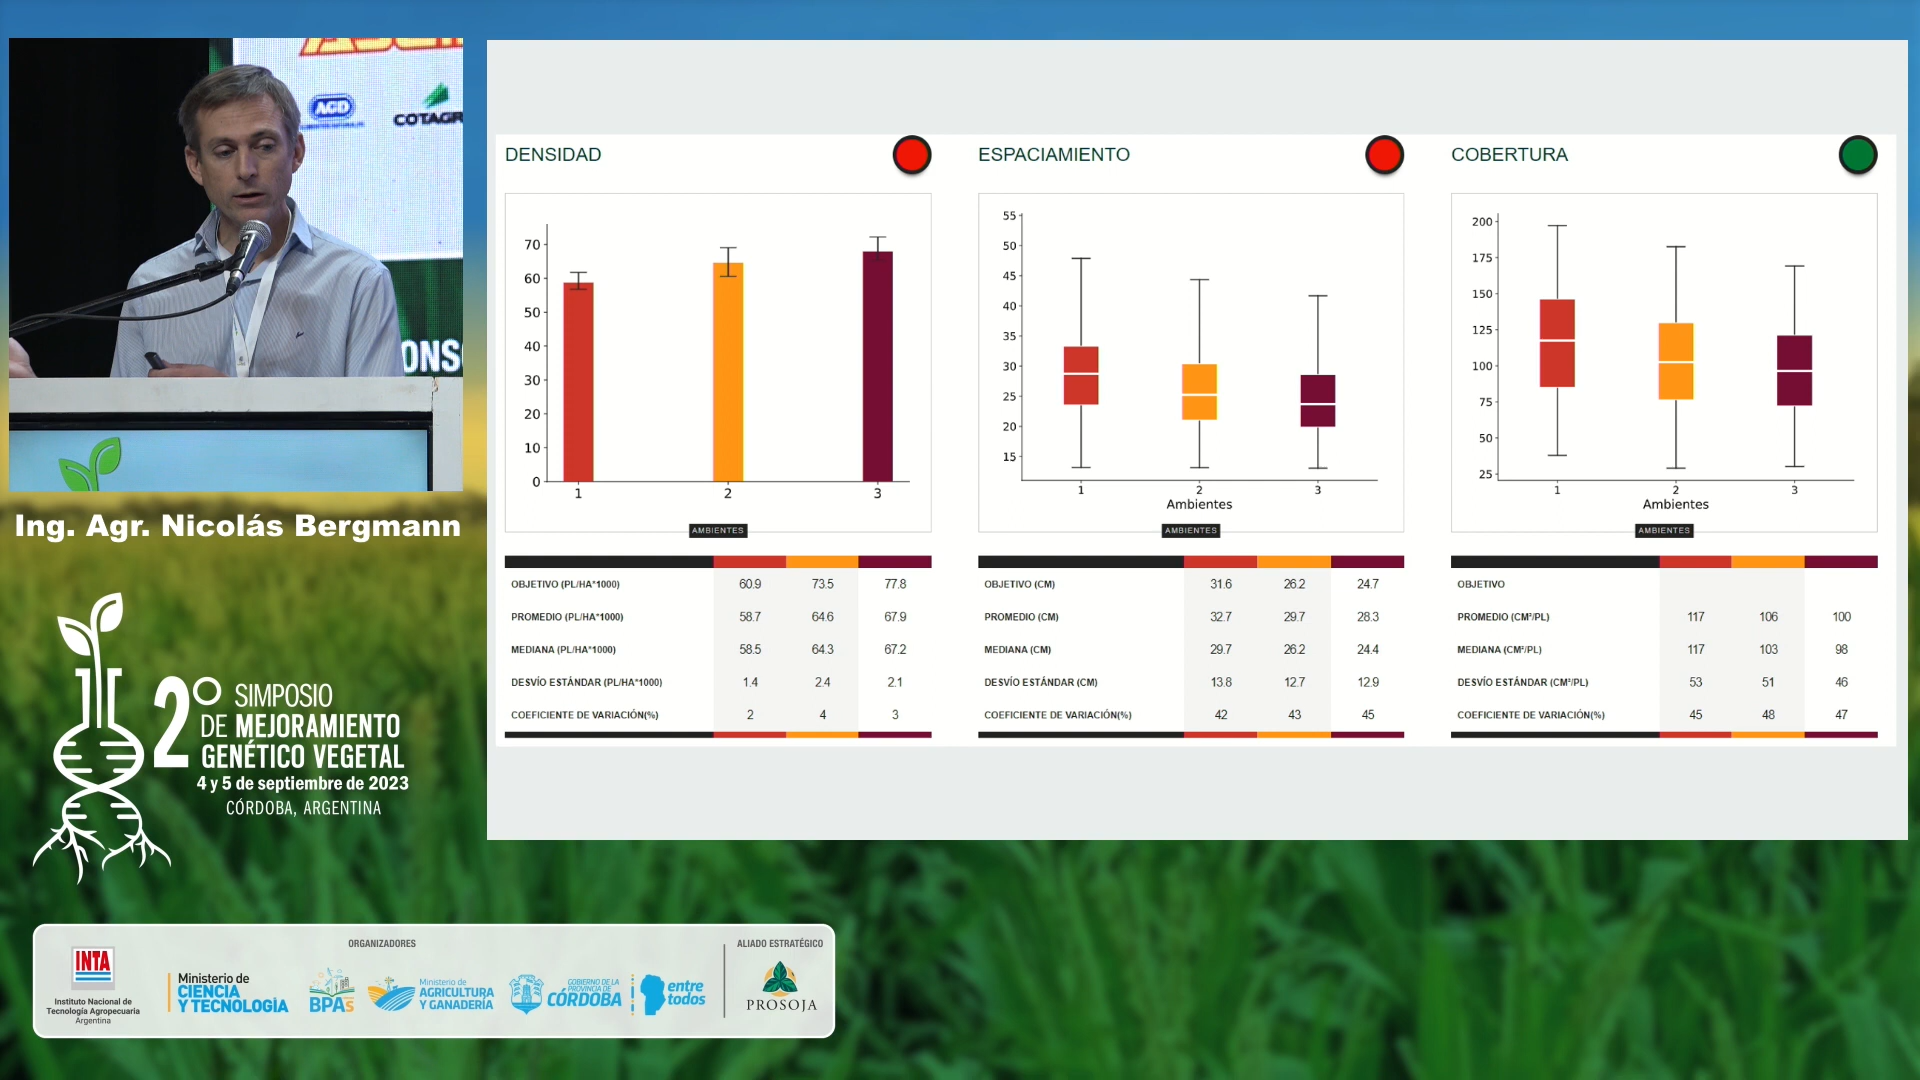 AGD
COTAGR
ONS
Ing. Agr. Nicolás Bergmann
2° SIMPOSIO
DE MEJORAMIENTO
GENÉTICO VEGETAL
4 y 5 de septiembre de 2023
CÓRDOBA, ARGENTINA
DENSIDAD
70
60
50
40
30
20
10
0
1 2 3
AMBIENTES
OBJETIVO (PL/HA*1000) 60.9 73.5 77.8
PROMEDIO (PL/HA*1000) 58.7 64.6 67.9
MEDIANA (PL/HA*1000) 58.5 64.3 67.2
DESVÍO ESTÁNDAR (PL/HA*1000) 1.4 2.4 2.1
COEFICIENTE DE VARIACIÓN(%) 2 4 3
ESPACIAMIENTO
55
50
45
40
35
30
25
20
15
1 2 3
Ambientes
AMBIENTES
OBJETIVO (CM) 31.6 26.2 24.7
PROMEDIO (CM) 32.7 29.7 28.3
MEDIANA (CM) 29.7 26.2 24.4
DESVÍO ESTÁNDAR (CM) 13.8 12.7 12.9
COEFICIENTE DE VARIACIÓN(%) 42 43 45
COBERTURA
200
175
150
125
100
75
50
25
1 2 3
Ambientes
AMBIENTES
OBJETIVO
PROMEDIO (CM²/PL) 117 106 100
MEDIANA (CM²/PL) 117 103 98
DESVÍO ESTÁNDAR (CM²/PL) 53 51 46
COEFICIENTE DE VARIACIÓN(%) 45 48 47
ORGANIZADORES
INTA
Instituto Nacional de
Tecnología Agropecuaria
Argentina
Ministerio de
CIENCIA
Y TECNOLOGÍA
BPAs
Ministerio de
AGRICULTURA
Y GANADERÍA
GOBIERNO DE LA
PROVINCIA DE
CÓRDOBA
entre
todos
ALIADO ESTRATÉGICO
PROSOJA